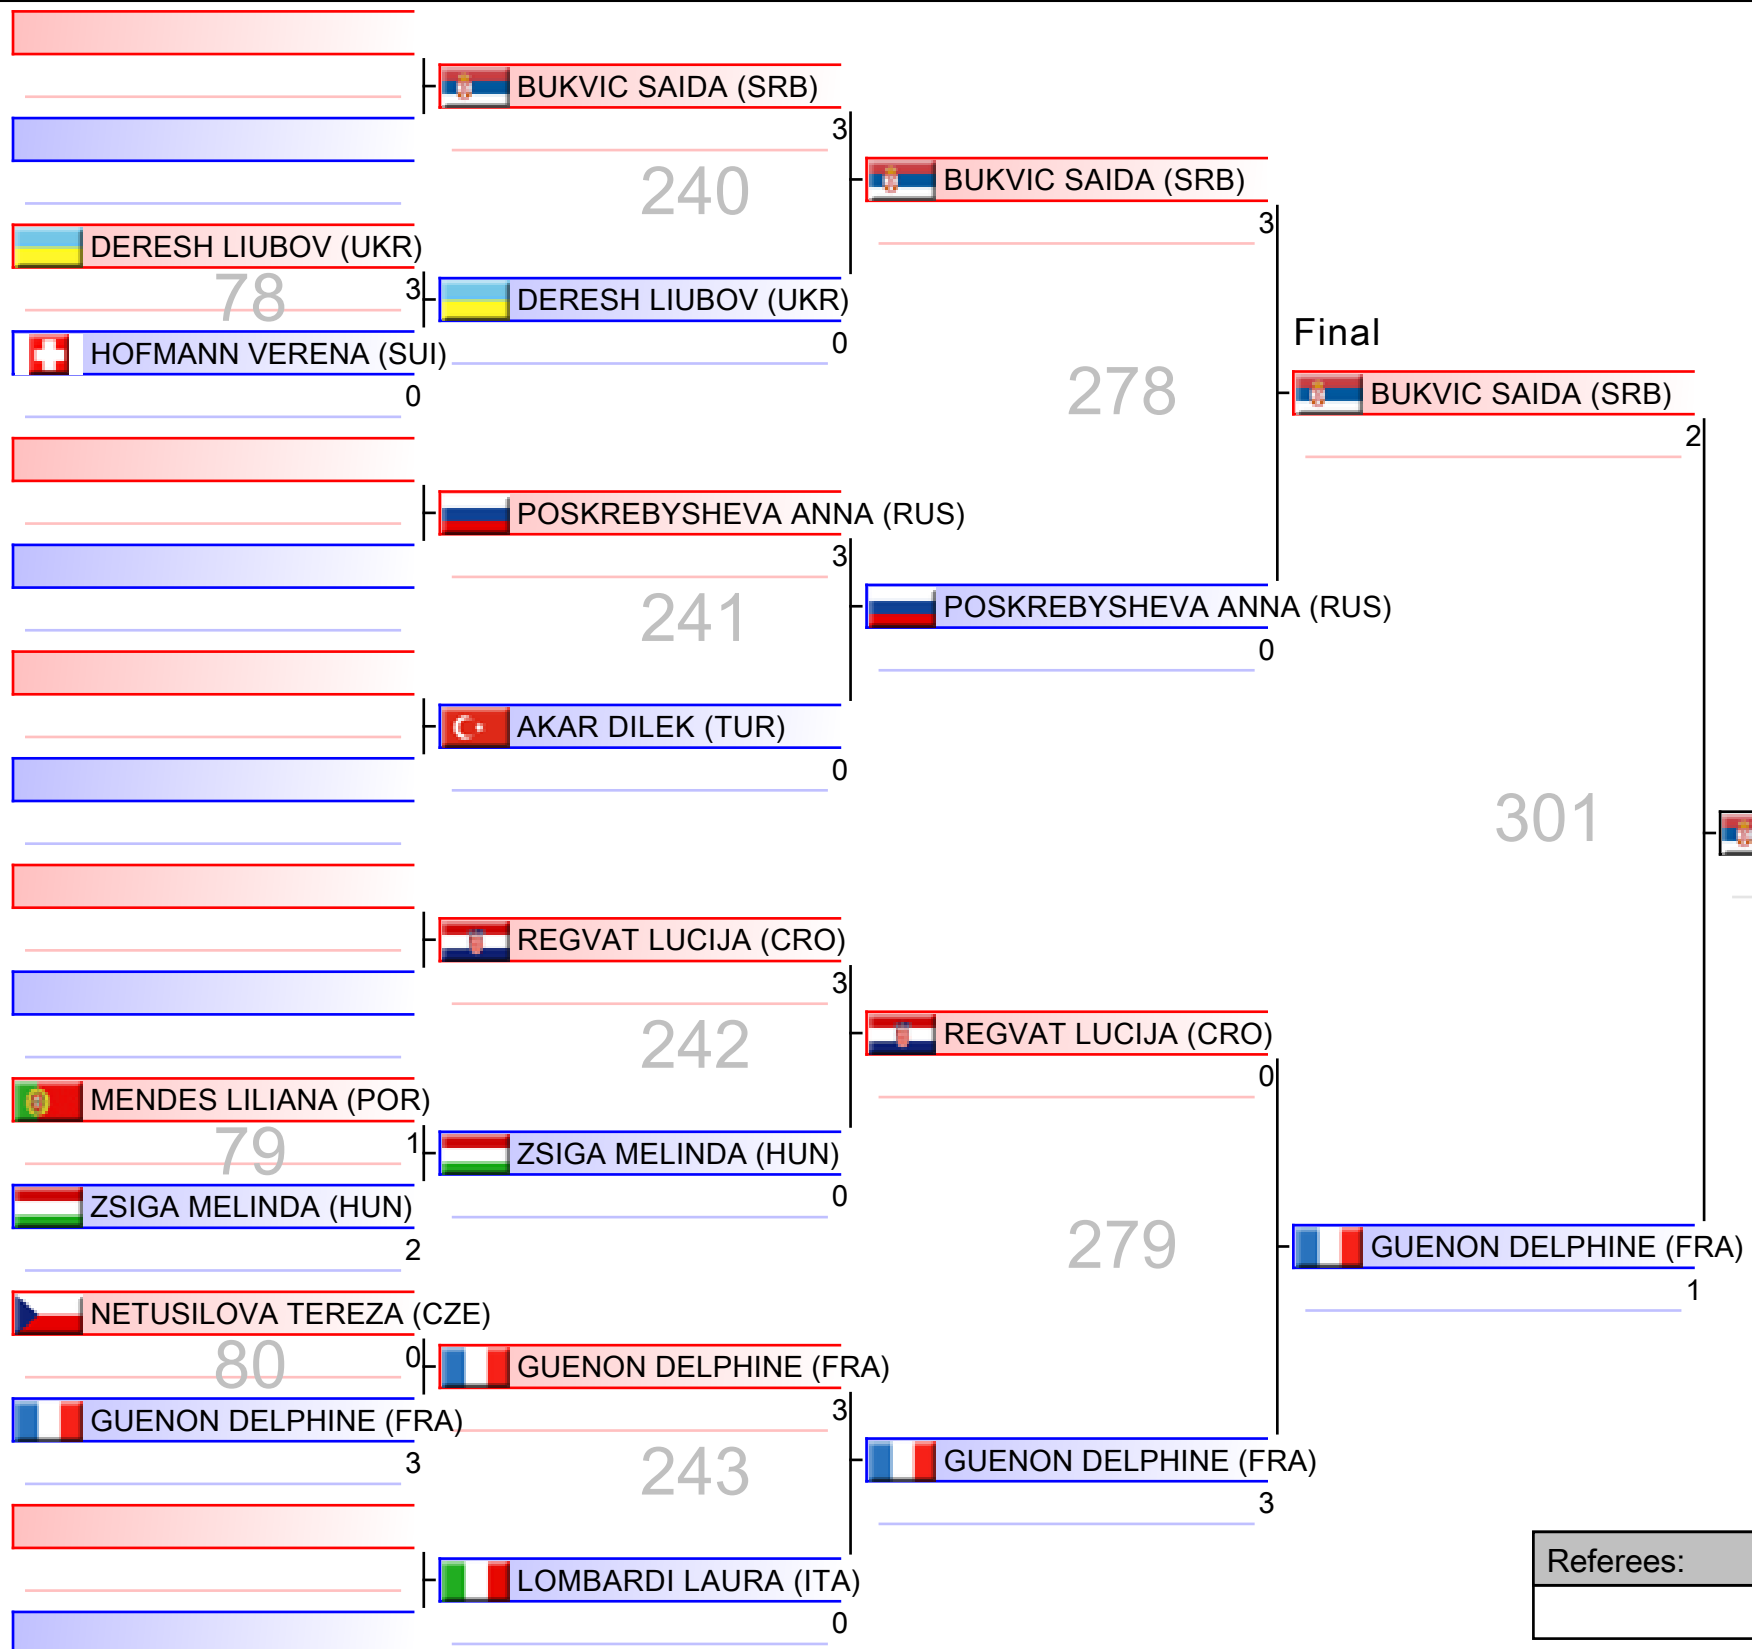 BUKVIC SAIDA (SRB)
3
240
BUKVIC SAIDA (SRB)
3
DERESH LIUBOV (UKR)
78
3
DERESH LIUBOV (UKR)
0
HOFMANN VERENA (SUI)
0
Final
278
BUKVIC SAIDA (SRB)
2
POSKREBYSHEVA ANNA (RUS)
3
241
POSKREBYSHEVA ANNA (RUS)
0
AKAR DILEK (TUR)
0
301
REGVAT LUCIJA (CRO)
3
242
REGVAT LUCIJA (CRO)
0
MENDES LILIANA (POR)
79
1
ZSIGA MELINDA (HUN)
0
ZSIGA MELINDA (HUN)
2
279
GUENON DELPHINE (FRA)
1
NETUSILOVA TEREZA (CZE)
80
0
GUENON DELPHINE (FRA)
3
GUENON DELPHINE (FRA)
3
243
GUENON DELPHINE (FRA)
3
LOMBARDI LAURA (ITA)
0
Referees: